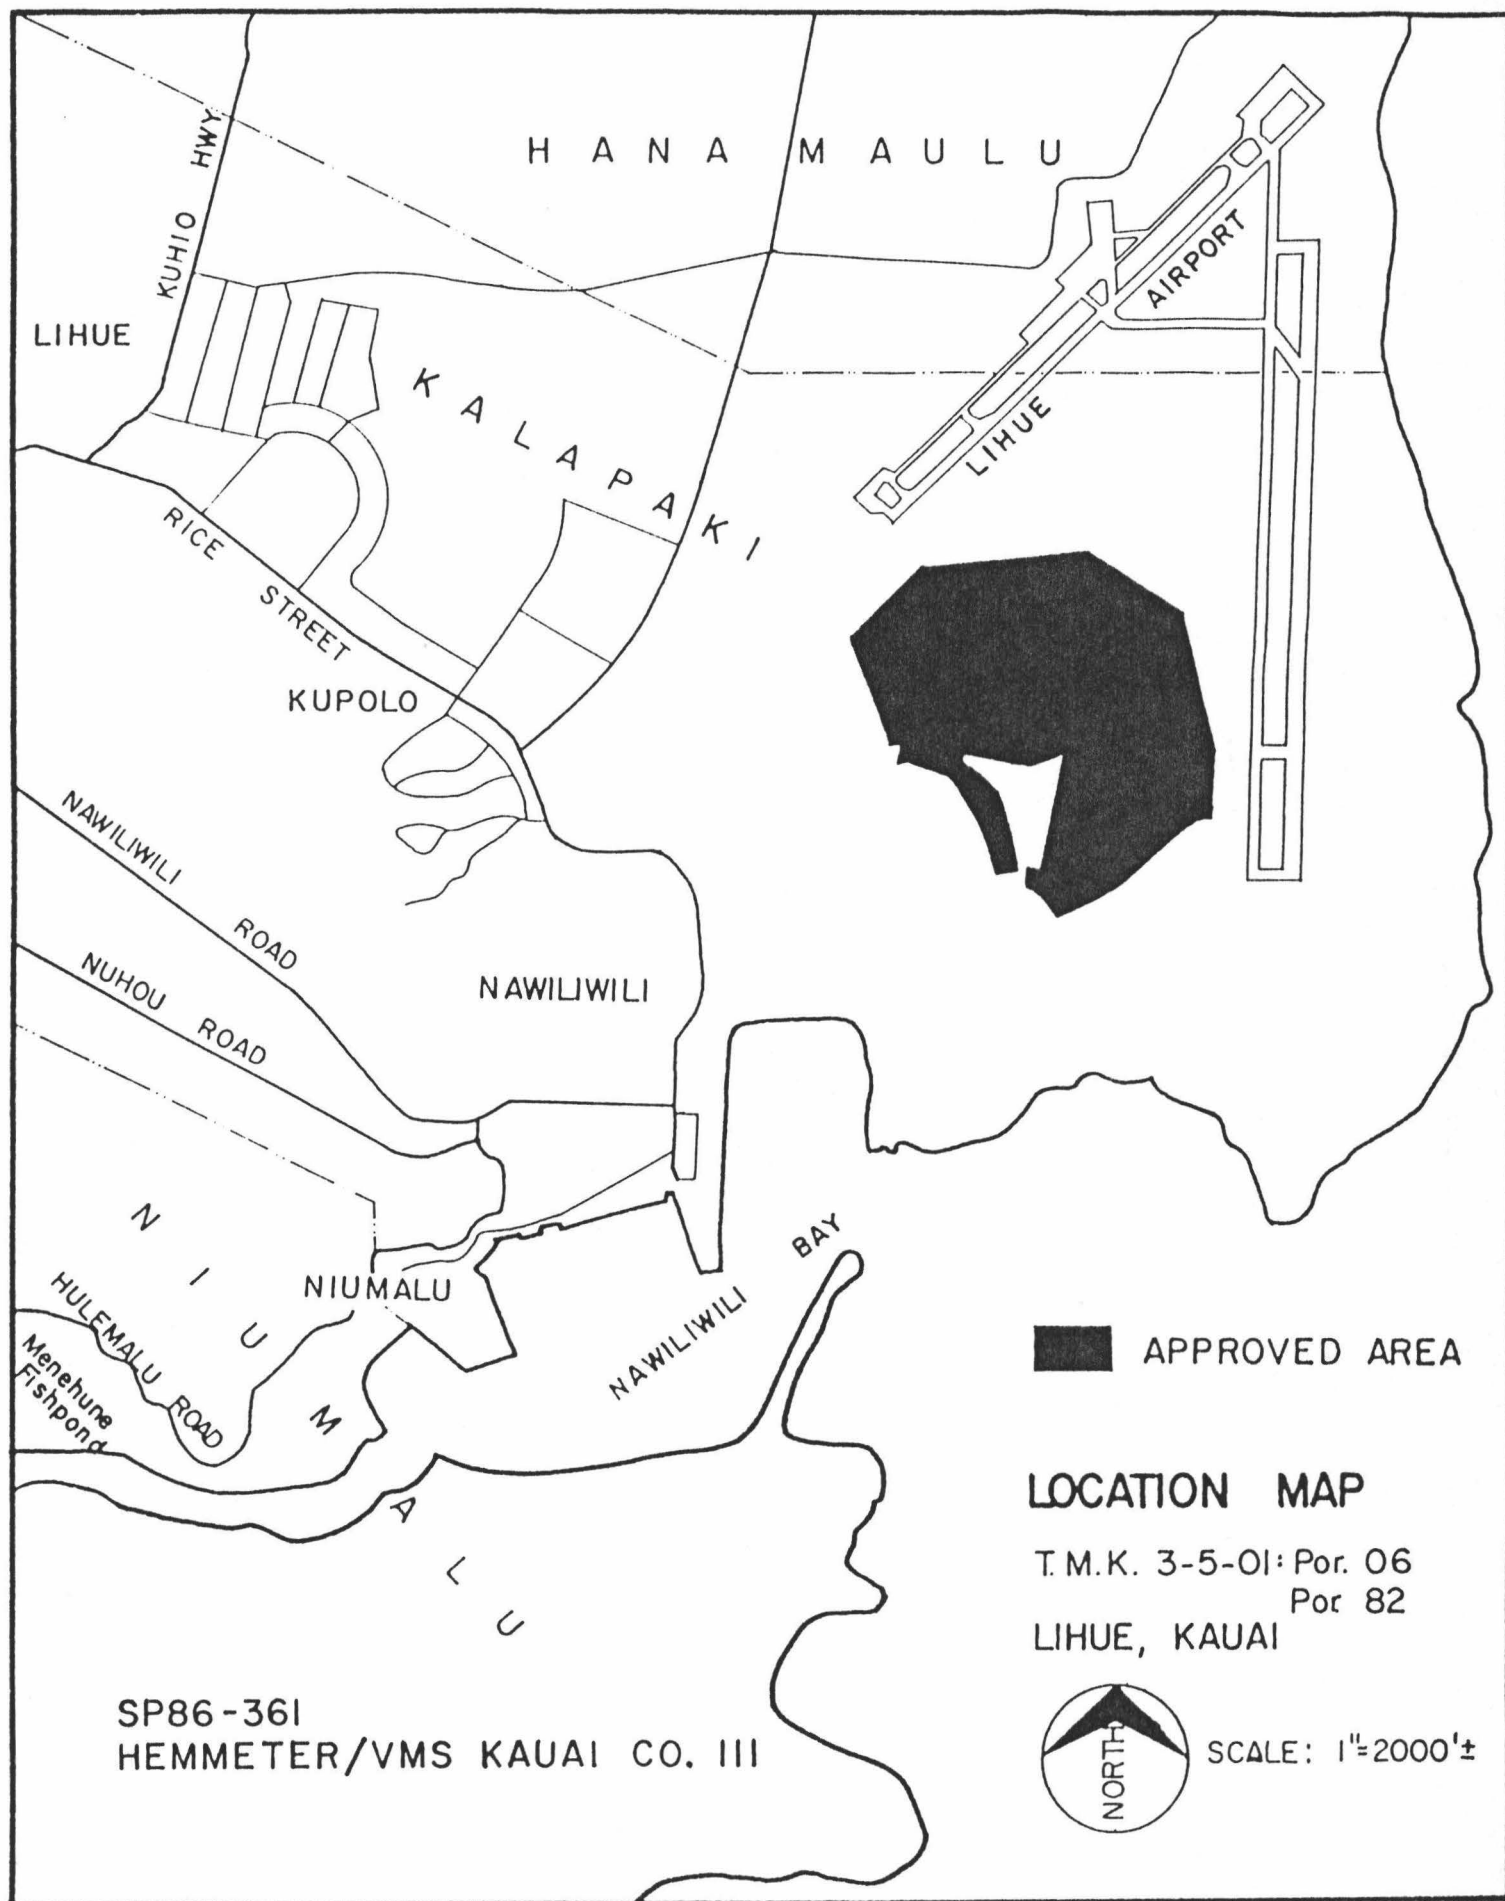 HANAMAULU
KUHIO HWY
LIHUE
LIHUE AIRPORT
KALAPAKI
RICE STREET
KUPOLO
NAWILIWILI ROAD
NUHOU ROAD
NAWILIWILI
NIUMALU
NIUMALU
HULEMALU ROAD
Menehune
Fishpond
NAWILIWILI BAY
APPROVED AREA
LOCATION MAP
T.M.K. 3-5-01: Por. 06
Por. 82
LIHUE, KAUAI
NORTH
SCALE: 1"=2000'±
SP86-361
HEMMETER/VMS KAUAI CO. III